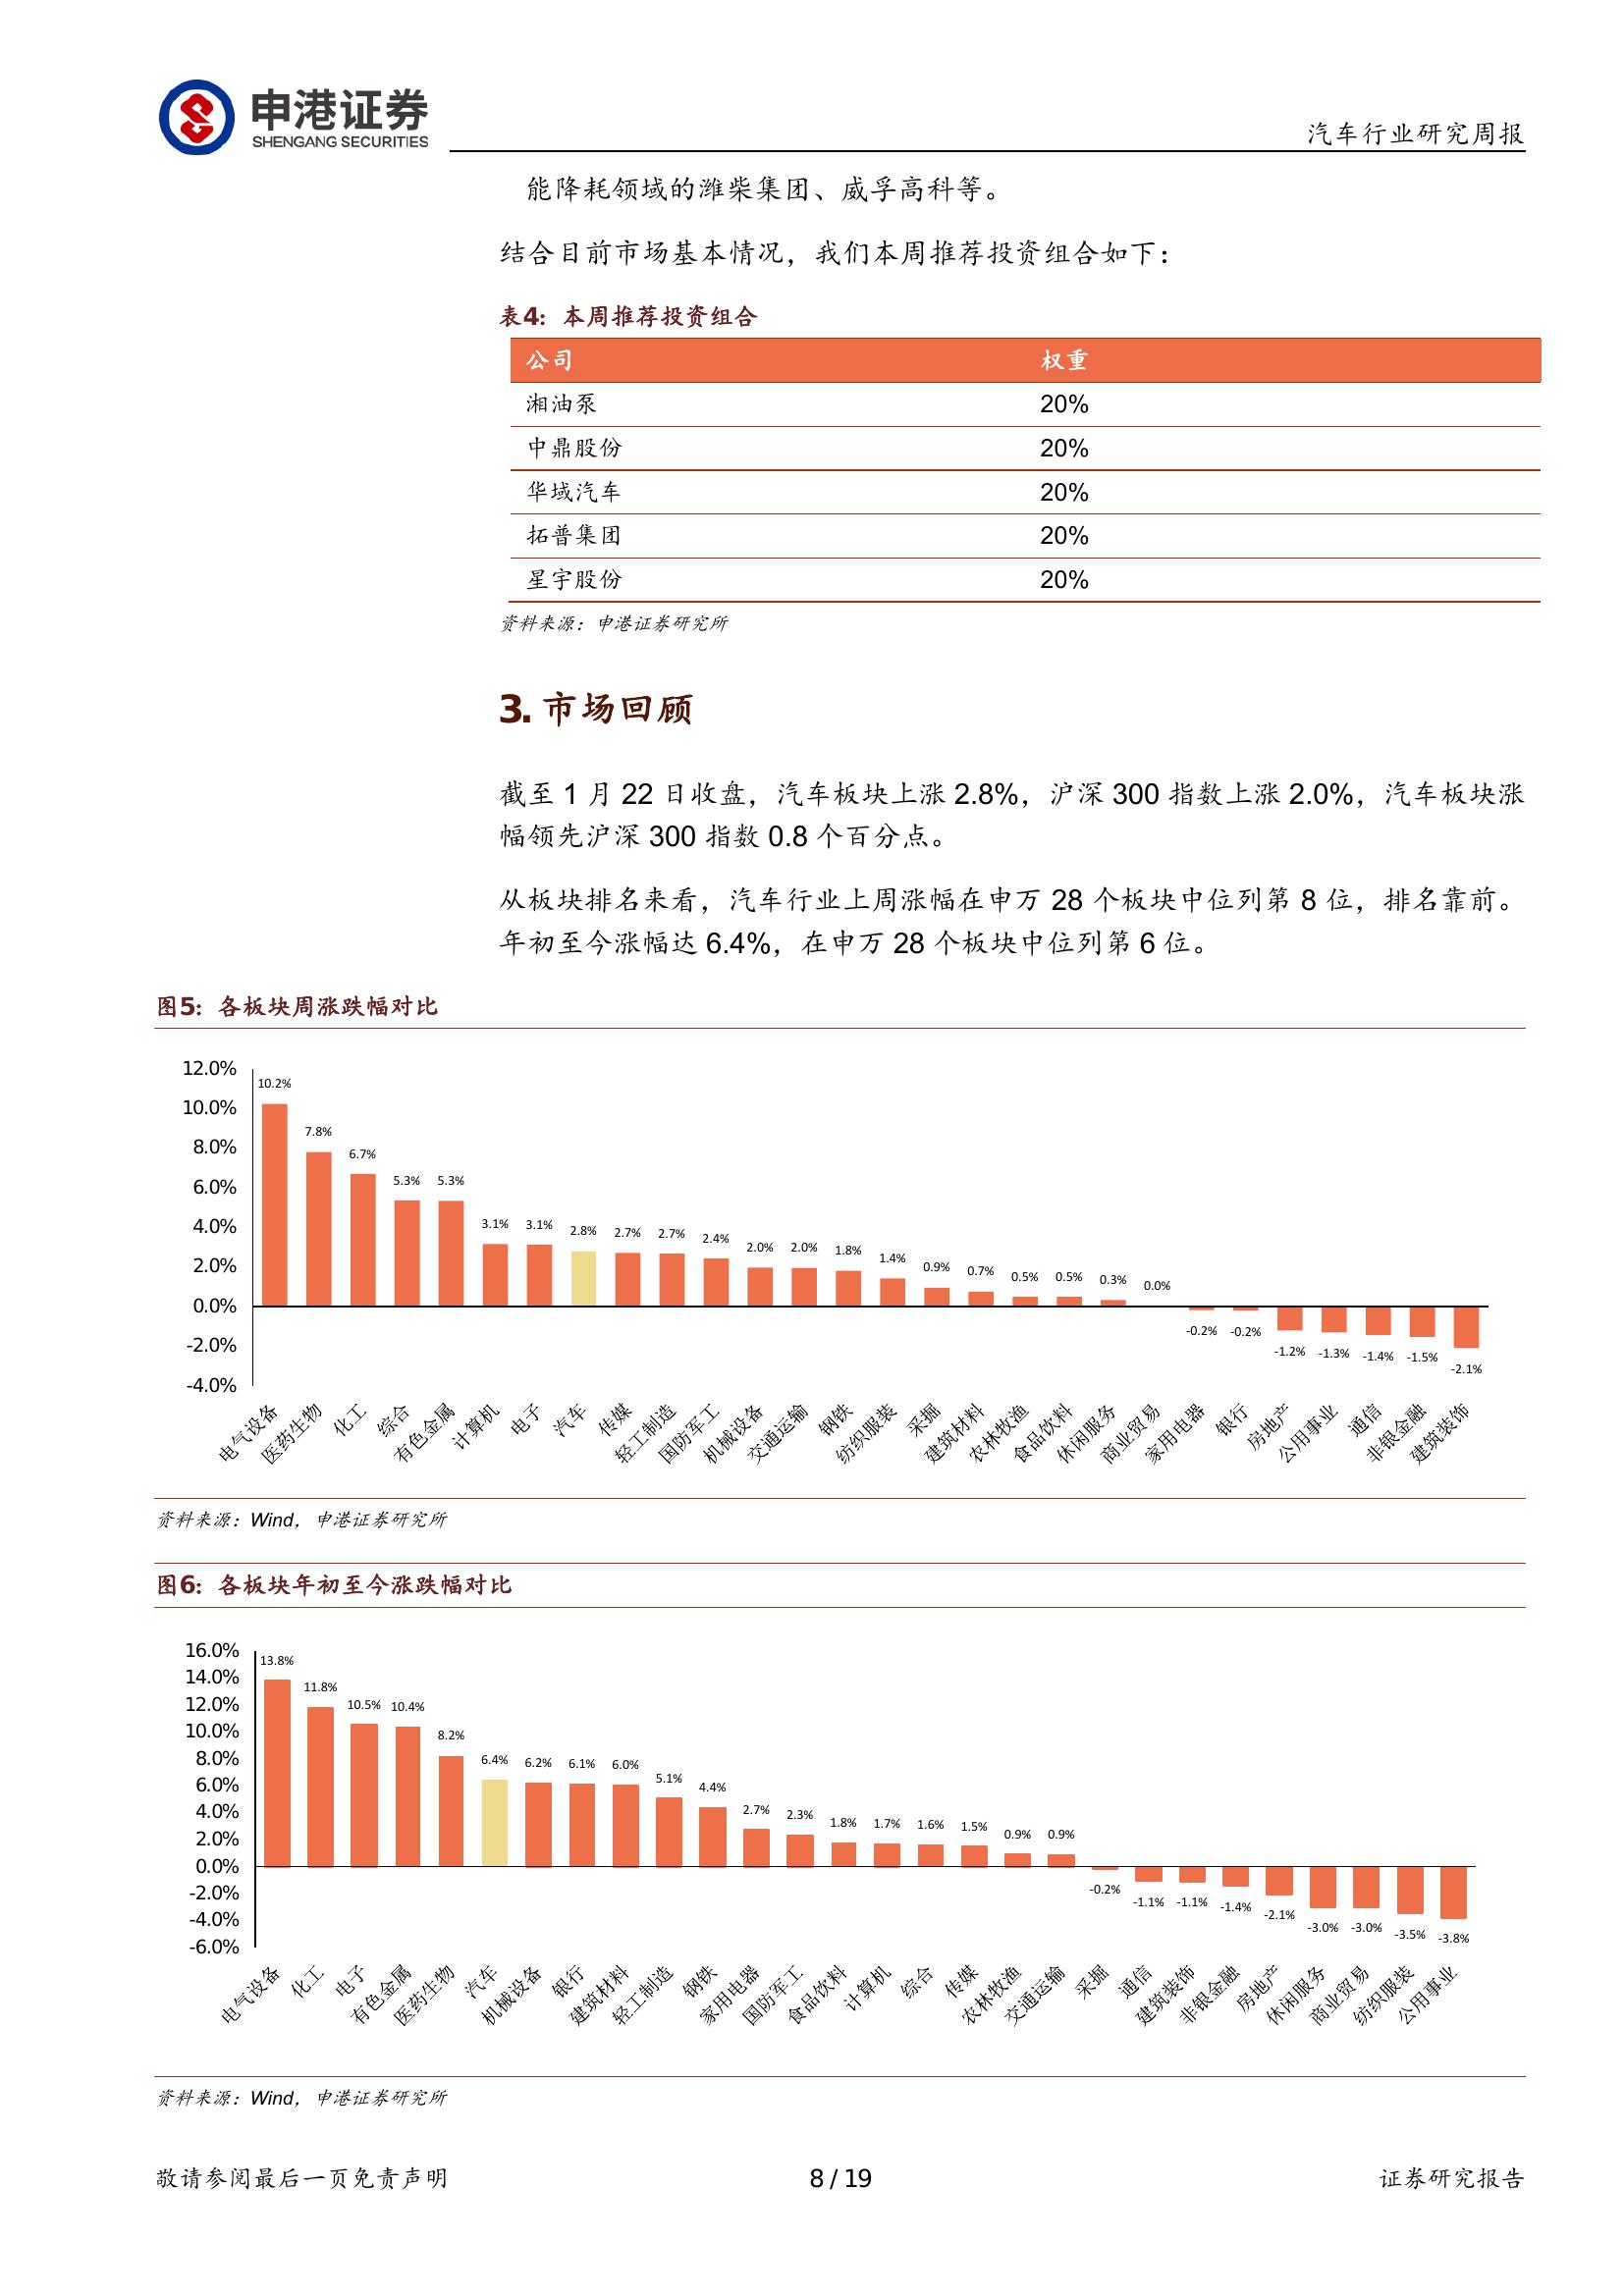 申港证券
SHENGANG SECURITIES
汽车行业研究周报
能降耗领域的潍柴集团、威孚高科等。
结合目前市场基本情况，我们本周推荐投资组合如下：
表4：本周推荐投资组合
公司 权重
湘油泵 20%
中鼎股份 20%
华域汽车 20%
拓普集团 20%
星宇股份 20%
资料来源：申港证券研究所
3. 市场回顾
截至 1 月 22 日收盘，汽车板块上涨 2.8%，沪深 300 指数上涨 2.0%，汽车板块涨
幅领先沪深 300 指数 0.8 个百分点。
从板块排名来看，汽车行业上周涨幅在申万 28 个板块中位列第 8 位，排名靠前。
年初至今涨幅达 6.4%，在申万 28 个板块中位列第 6 位。
图5：各板块周涨跌幅对比
12.0%
10.0%
8.0%
6.0%
4.0%
2.0%
0.0%
-2.0%
-4.0%
10.2% 7.8% 6.7% 5.3% 5.3% 3.1% 3.1% 2.8% 2.7% 2.7% 2.4% 2.0% 2.0% 1.8% 1.4% 0.9% 0.7% 0.5% 0.5% 0.3% 0.0% -0.2% -0.2% -1.2% -1.3% -1.4% -1.5% -2.1%
电气设备 医药生物 化工 综合 有色金属 计算机 电子 汽车 传媒 轻工制造 国防军工 机械设备 交通运输 钢铁 纺织服装 采掘 建筑材料 农林牧渔 食品饮料 休闲服务 商业贸易 家用电器 银行 房地产 公用事业 通信 非银金融 建筑装饰
资料来源：Wind，申港证券研究所
图6：各板块年初至今涨跌幅对比
16.0%
14.0%
12.0%
10.0%
8.0%
6.0%
4.0%
2.0%
0.0%
-2.0%
-4.0%
-6.0%
13.8% 11.8% 10.5% 10.4% 8.2% 6.4% 6.2% 6.1% 6.0% 5.1% 4.4% 2.7% 2.3% 1.8% 1.7% 1.6% 1.5% 0.9% 0.9% -0.2% -1.1% -1.1% -1.4% -2.1% -3.0% -3.0% -3.5% -3.8%
电气设备 化工 电子 有色金属 医药生物 汽车 机械设备 银行 建筑材料 轻工制造 钢铁 家用电器 国防军工 食品饮料 计算机 综合 传媒 农林牧渔 交通运输 采掘 通信 建筑装饰 非银金融 房地产 休闲服务 商业贸易 纺织服装 公用事业
资料来源：Wind，申港证券研究所
敬请参阅最后一页免责声明 8 / 19 证券研究报告